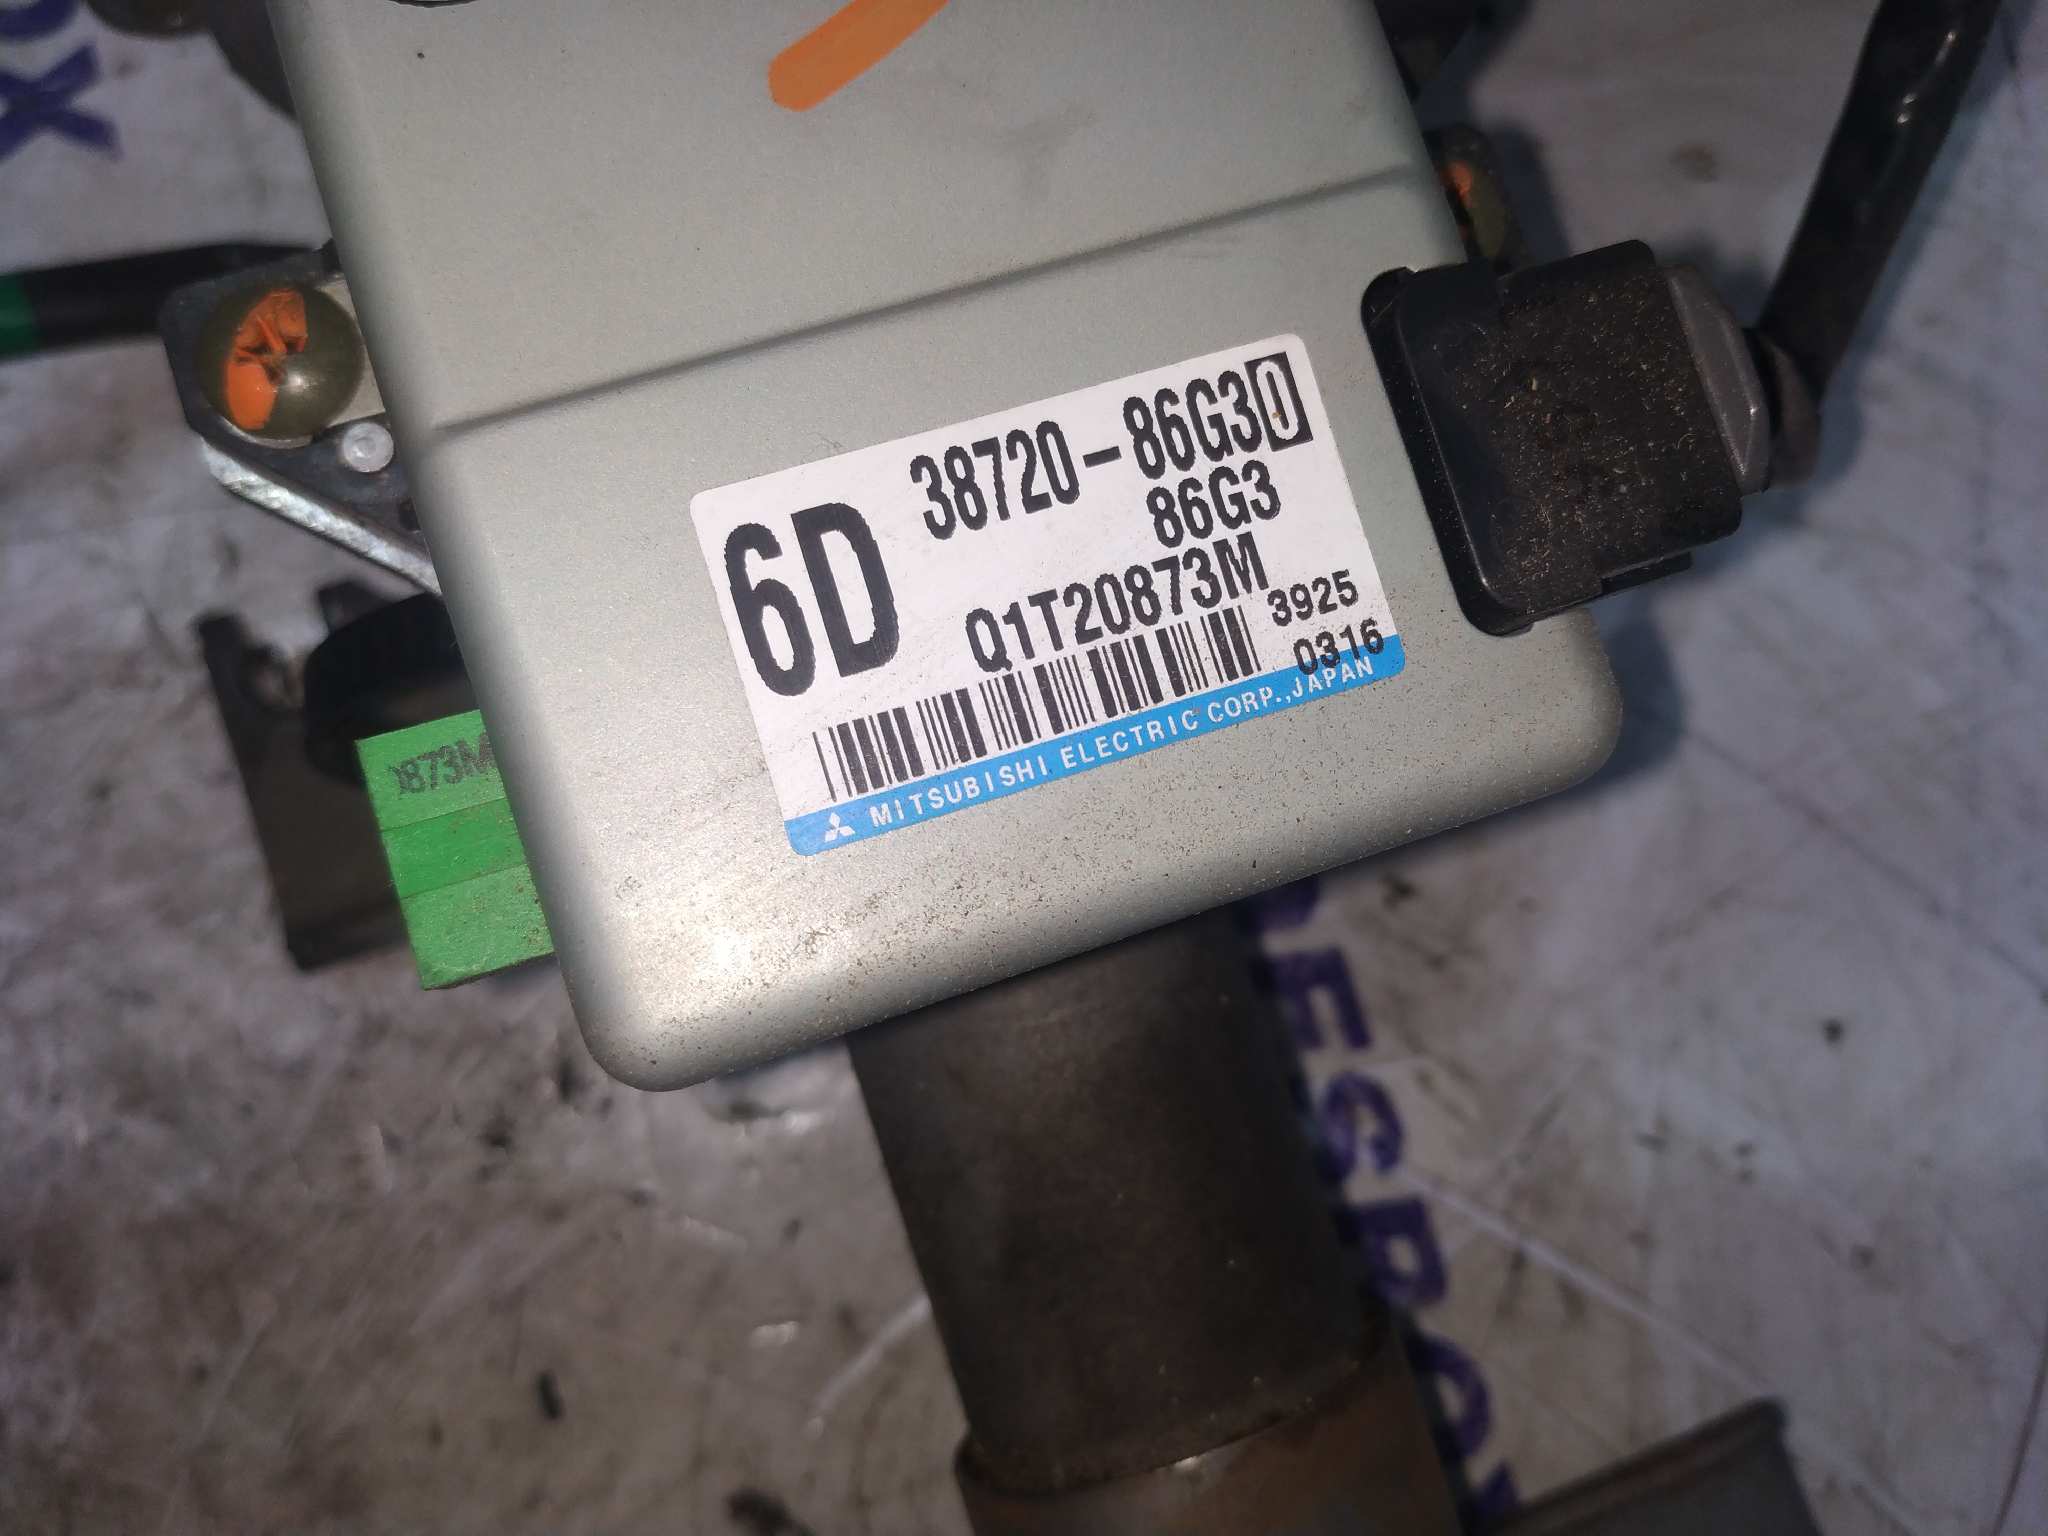 38720-86G30
6D
86G3
Q1T20873M
3925
0316
MITSUBISHI ELECTRIC CORP., JAPAN
873M